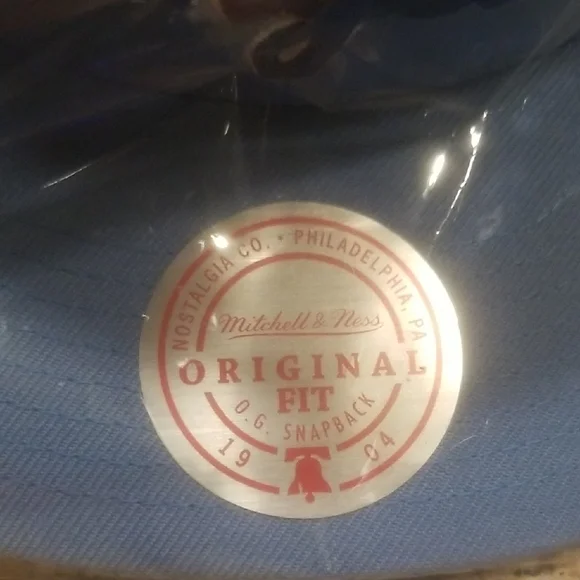 NOSTALGIA CO. • PHILADELPHIA, PA
Mitchell & Ness
ORIGINAL
FIT
O.G. SNAPBACK
19 04